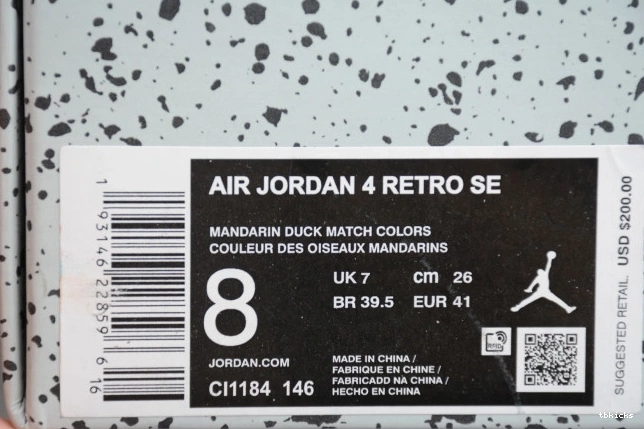 AIR JORDAN 4 RETRO SE
MANDARIN DUCK MATCH COLORS
COULEUR DES OISEAUX MANDARINS
8
UK 7 cm 26
BR 39.5 EUR 41
JORDAN.COM
CI1184 146
MADE IN CHINA /
FABRIQUE EN CHINE /
FABRICADD NA CHINA /
HECHO EN CHINA
RFID
1 93146 22859 6
16
SUGGESTED RETAIL USD $200.00
tbkicks